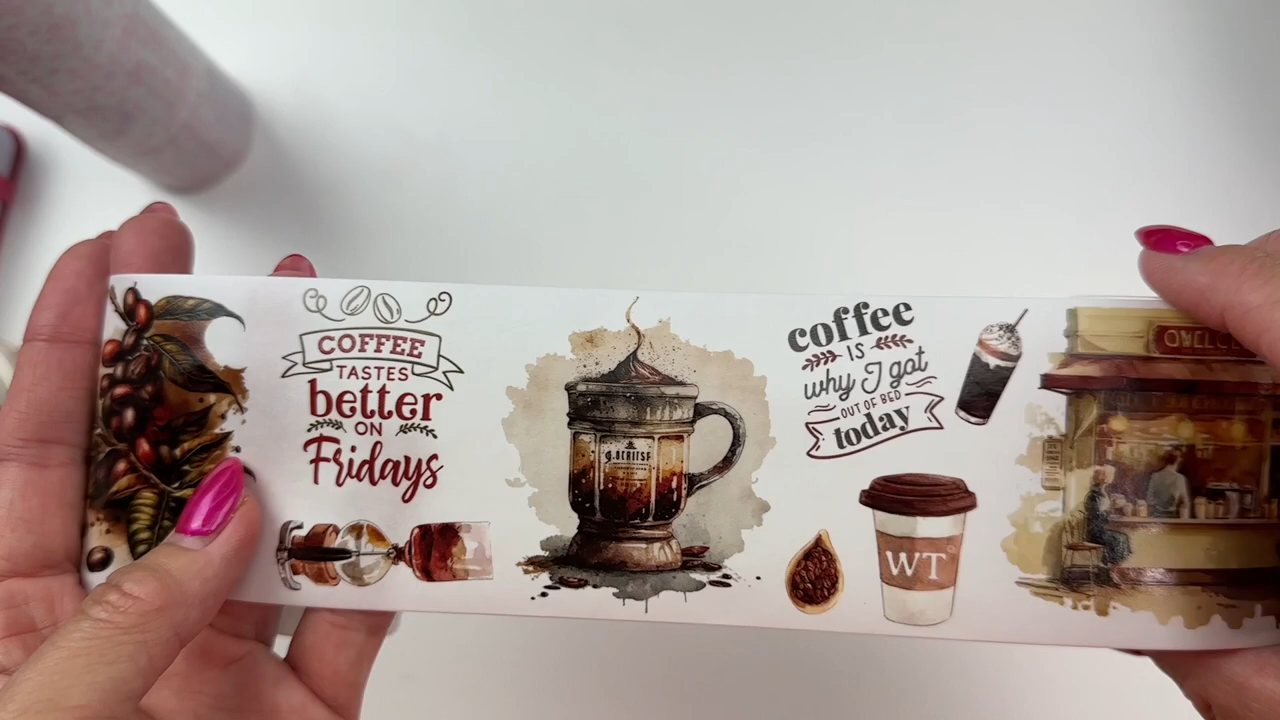 COFFEE
TASTES
better
ON
Fridays
coffee
IS
why I got
OUT OF BED
today
WT